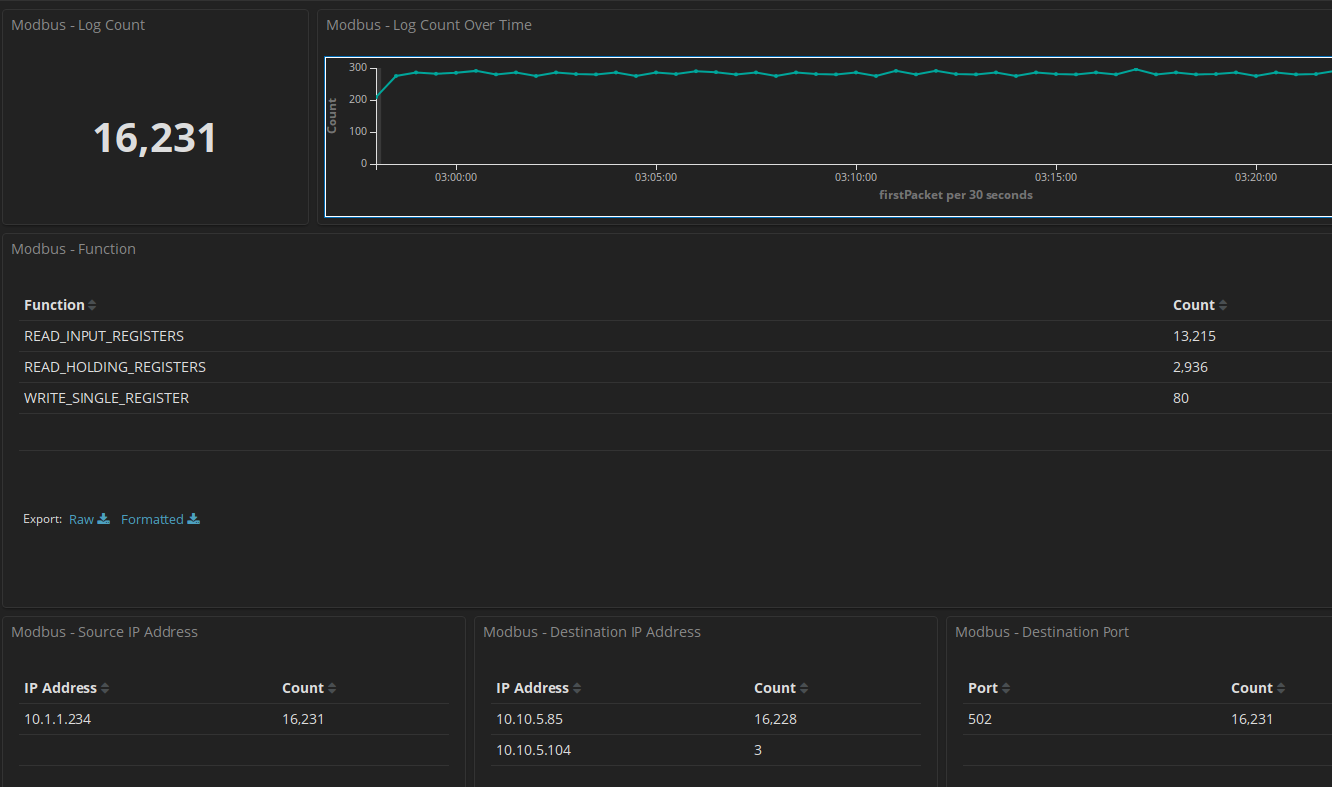 Modbus - Log Count
16,231
Modbus - Log Count Over Time
300
200
100
0
Count
03:00:00 03:05:00 03:10:00 03:15:00 03:20:00
firstPacket per 30 seconds
Modbus - Function
Function Count
READ_INPUT_REGISTERS 13,215
READ_HOLDING_REGISTERS 2,936
WRITE_SINGLE_REGISTER 80
Export: Raw Formatted
Modbus - Source IP Address
IP Address Count
10.1.1.234 16,231
Modbus - Destination IP Address
IP Address Count
10.10.5.85 16,228
10.10.5.104 3
Modbus - Destination Port
Port Count
502 16,231